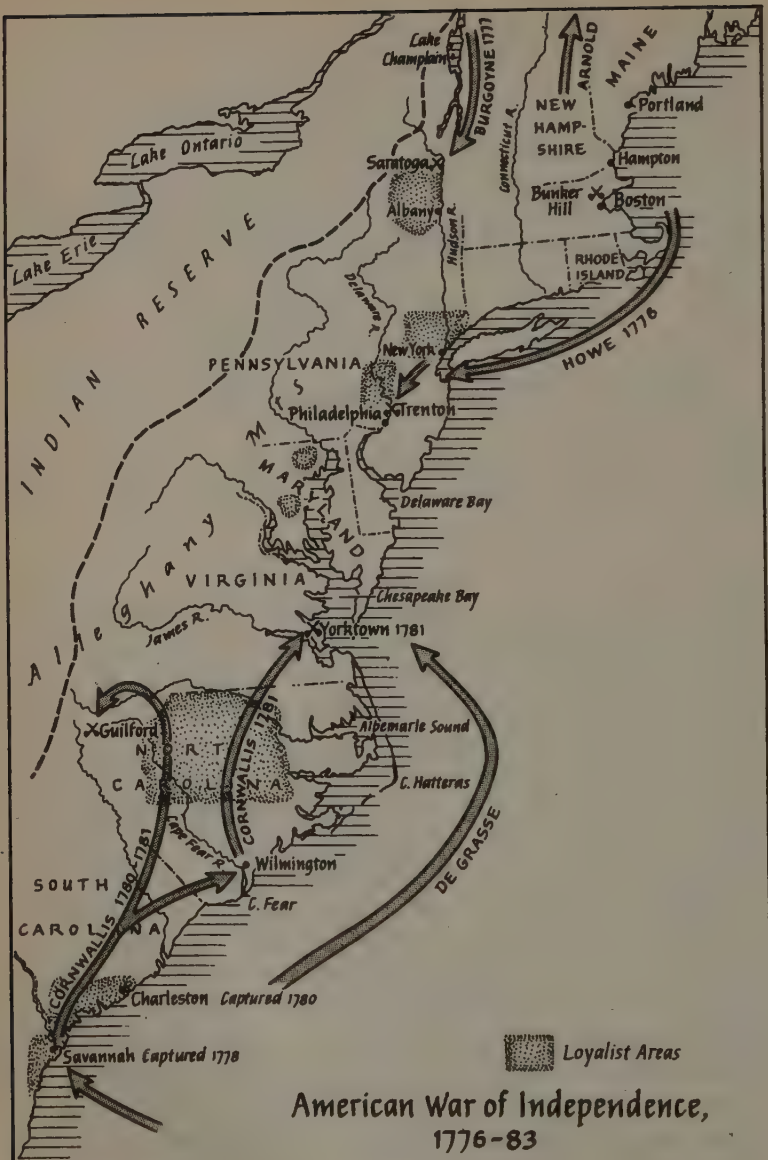 Lake
Champlain
BURGOYNE 1777
ARNOLD
MAINE
Connecticut R.
NEW
HAMP-
SHIRE
Portland
Lake Ontario
Saratoga
Hampton
Bunker
Hill
Boston
Albany
Hudson R.
Lake Erie
INDIAN RESERVE
RHODE
ISLAND
Delaware R.
New York
HOWE 1776
PENNSYLVANIA
Philadelphia
Trenton
MARYLAND
Delaware Bay
Alleghany
M
S
VIRGINIA
Chesapeake Bay
James R.
Yorktown 1781
Guilford
NORTH
CAROLINA
CORNWALLIS 1781
Albemarle Sound
C. Hatteras
Cape Fear R.
DE GRASSE
Wilmington
C. Fear
SOUTH
CAROLINA
CORNWALLIS 1780-1781
Charleston Captured 1780
Savannah Captured 1778
Loyalist Areas
American War of Independence,
1776-83